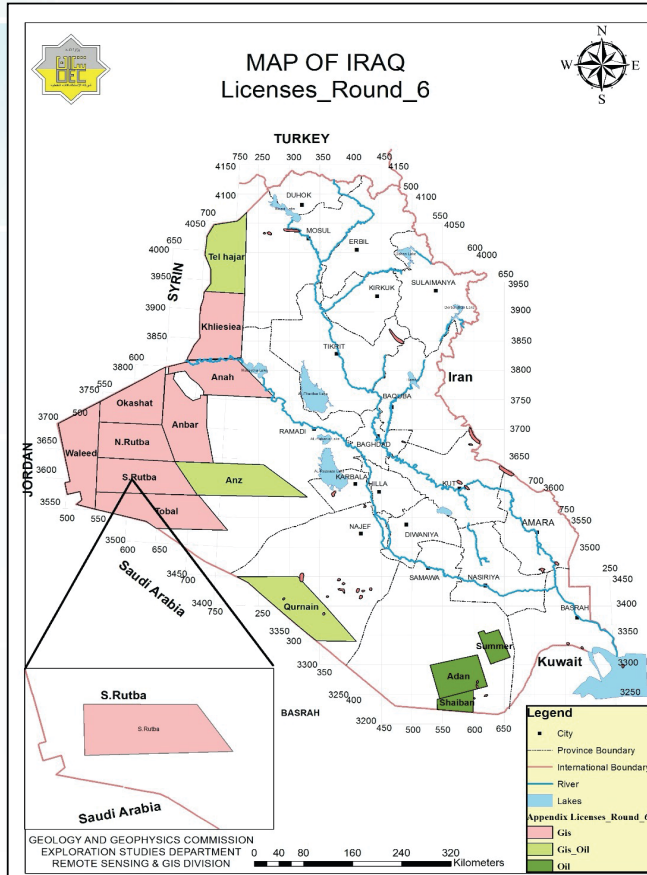 MAP OF IRAQ
Licenses_Round_6
N
W
E
S
OEC
TURKEY
750 250 300 350 400 450
4150
4150
4100
500
4100
700
4050
550
4050
650
4000
600
4000
3950
650
3950
3900
3900
3850
3850
600
3800
3800
550
3750
3750
500
3700
3700
3650
3650
700
3600
3600
750
3550
3550
3500
500
550
3500
600
650
3450
700
3400
750
250
3450
3400
250
3350
300
3300
350
3250
400
3200
450
500
550
600
650
3300
3250
SYRIN
JORDAN
Iran
Saudi Arabia
Kuwait
BASRAH
DUHOK
MOSUL
ERBIL
KIRKUK
SULAIMANYA
TIKRIT
BAQUBA
RAMADI
BAGHDAD
KARBALA
HILLA
KUT
NAJEF
DIWANIYA
AMARA
SAMAWA
NASIRIYA
BASRAH
Tel hajar
Khliesiea
Anah
Okashat
Anbar
Waleed
N.Rutba
S.Rutba
Anz
Tobal
Qurnain
Summer
Adan
Shaiban
S.Rutba
S.Rutba
Saudi Arabia
Legend
City
Province Boundary
International Boundary
River
Lakes
Appendix Licenses_Round_6
Gis
Gis_Oil
Oil
GEOLOGY AND GEOPHYSICS COMMISSION
EXPLORATION STUDIES DEPARTMENT
REMOTE SENSING & GIS DIVISION
0 40 80 160 240 320
Kilometers